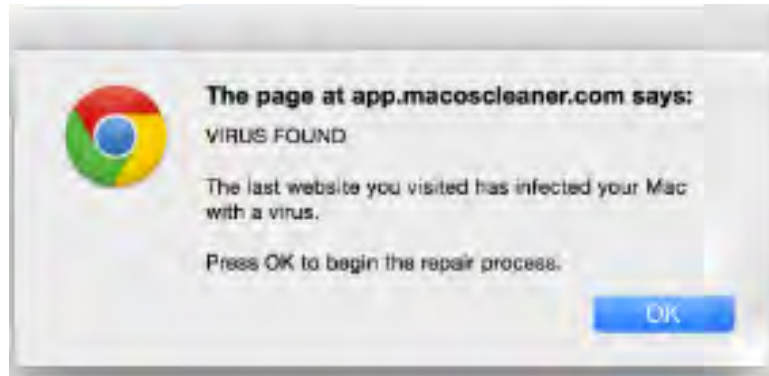 The page at app.macoscleaner.com says:
VIRUS FOUND
The last website you visited has infected your Mac
with a virus.
Press OK to begin the repair process.
OK